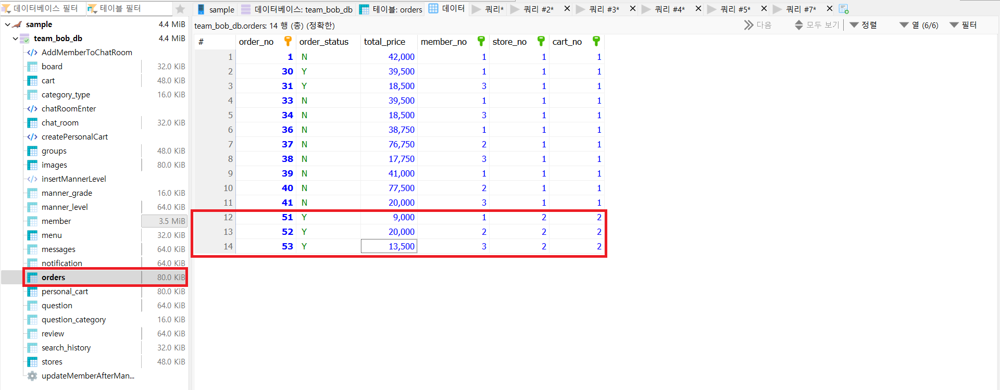 데이터베이스 필터 테이블 필터
sample 4.4 MiB
team_bob_db 4.4 MiB
AddMemberToChatRoom
board 32.0 KiB
cart 48.0 KiB
category_type 16.0 KiB
chatRoomEnter
chat_room 32.0 KiB
createPersonalCart
groups 48.0 KiB
images 80.0 KiB
insertMannerLevel
manner_grade 16.0 KiB
manner_level 64.0 KiB
member 3.5 MiB
menu 32.0 KiB
messages 64.0 KiB
notification 64.0 KiB
orders 80.0 KiB
personal_cart 80.0 KiB
question 64.0 KiB
question_category 16.0 KiB
review 64.0 KiB
search_history 32.0 KiB
stores 48.0 KiB
updateMemberAfterMan...
sample 데이터베이스: team_bob_db 테이블: orders 데이터 쿼리* 쿼리 #2* 쿼리 #3* 쿼리 #4* 쿼리 #5* 쿼리 #7*
team_bob_db.orders: 14 행 (총) (정확한) 다음 모두 보기 정렬 열 (6/6) 필터
# order_no order_status total_price member_no store_no cart_no
1 1 N 42,000 1 1 1
2 30 Y 39,500 1 1 1
3 31 Y 18,500 3 1 1
4 33 N 39,500 1 1 1
5 34 N 18,500 3 1 1
6 36 N 38,750 1 1 1
7 37 N 76,750 2 1 1
8 38 N 17,750 3 1 1
9 39 N 41,000 1 1 1
10 40 N 77,500 2 1 1
11 41 N 20,000 3 1 1
12 51 Y 9,000 1 2 2
13 52 Y 20,000 2 2 2
14 53 Y 13,500 3 2 2